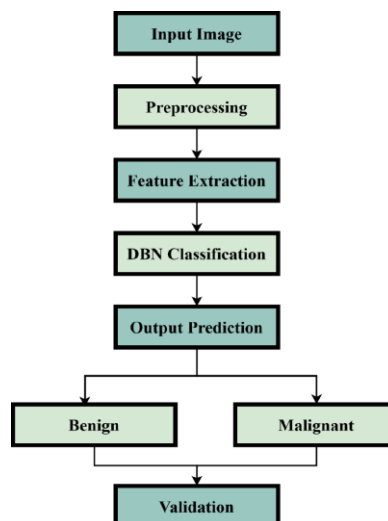 Input Image
Preprocessing
Feature Extraction
DBN Classification
Output Prediction
Benign
Malignant
Validation